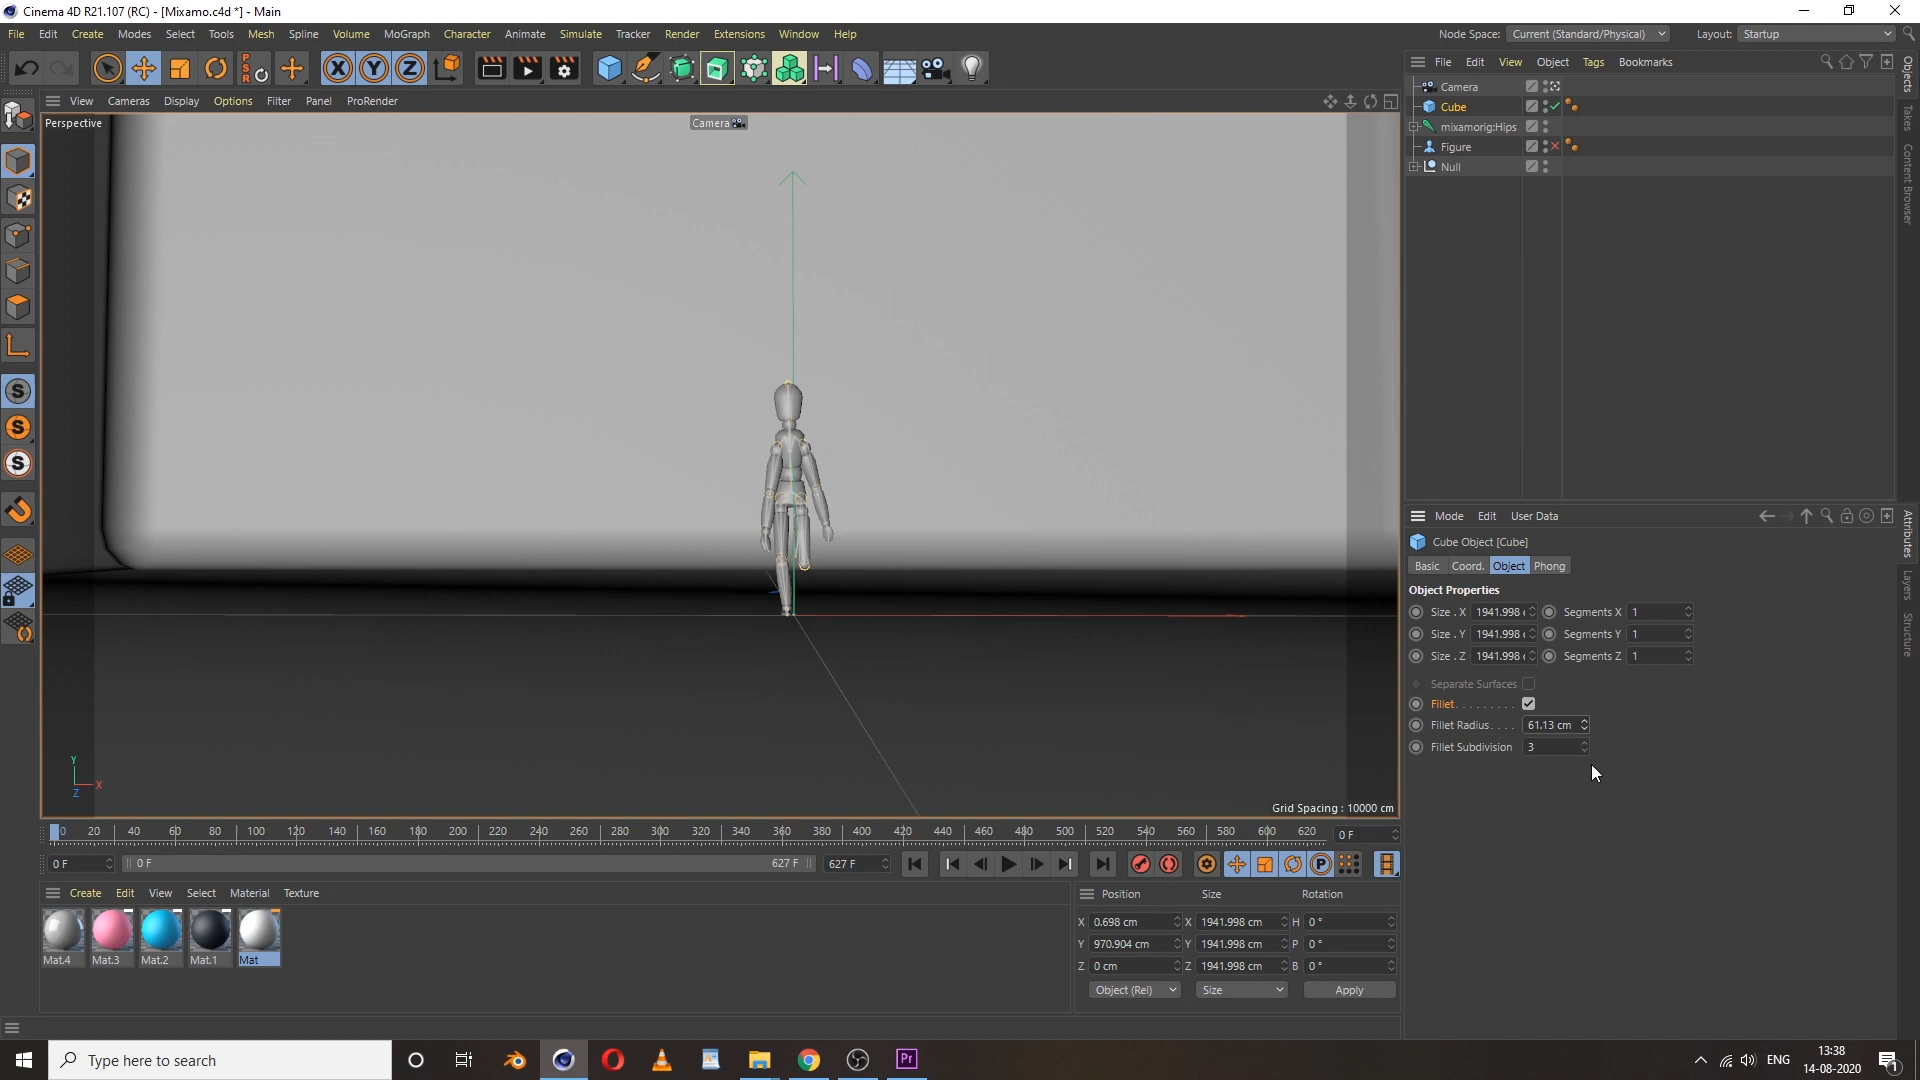 Cinema 4D R21.107 (RC) - [Mixamo.c4d *] - Main
File Edit Create Modes Select Tools Mesh Spline Volume MoGraph Character Animate Simulate Tracker Render Extensions Window Help Node Space: Current (Standard/Physical) Layout: Startup
File Edit View Object Tags Bookmarks
View Cameras Display Options Filter Panel ProRender
Perspective
Camera
Camera
Cube
mixamorig:Hips
Figure
Null
Objects
Takes
Content Browser
Mode Edit User Data
Cube Object [Cube]
Basic Coord. Object Phong
Object Properties
Size . X 1941.998 Segments X 1
Size . Y 1941.998 Segments Y 1
Size . Z 1941.998 Segments Z 1
Separate Surfaces
Fillet
Fillet Radius 61.13 cm
Fillet Subdivision 3
Attributes
Layers
Structure
Y
X
Z
Grid Spacing : 10000 cm
0 20 40 60 80 100 120 140 160 180 200 220 240 260 280 300 320 340 360 380 400 420 440 460 480 500 520 540 560 580 600 620 0 F
0 F 0 F 627 F 627 F
Create Edit View Select Material Texture
Mat.4 Mat.3 Mat.2 Mat.1 Mat
Position Size Rotation
X 0.698 cm X 1941.998 cm H 0 °
Y 970.904 cm Y 1941.998 cm P 0 °
Z 0 cm Z 1941.998 cm B 0 °
Object (Rel) Size Apply
Type here to search
Pr
ENG
13:38
14-08-2020
1